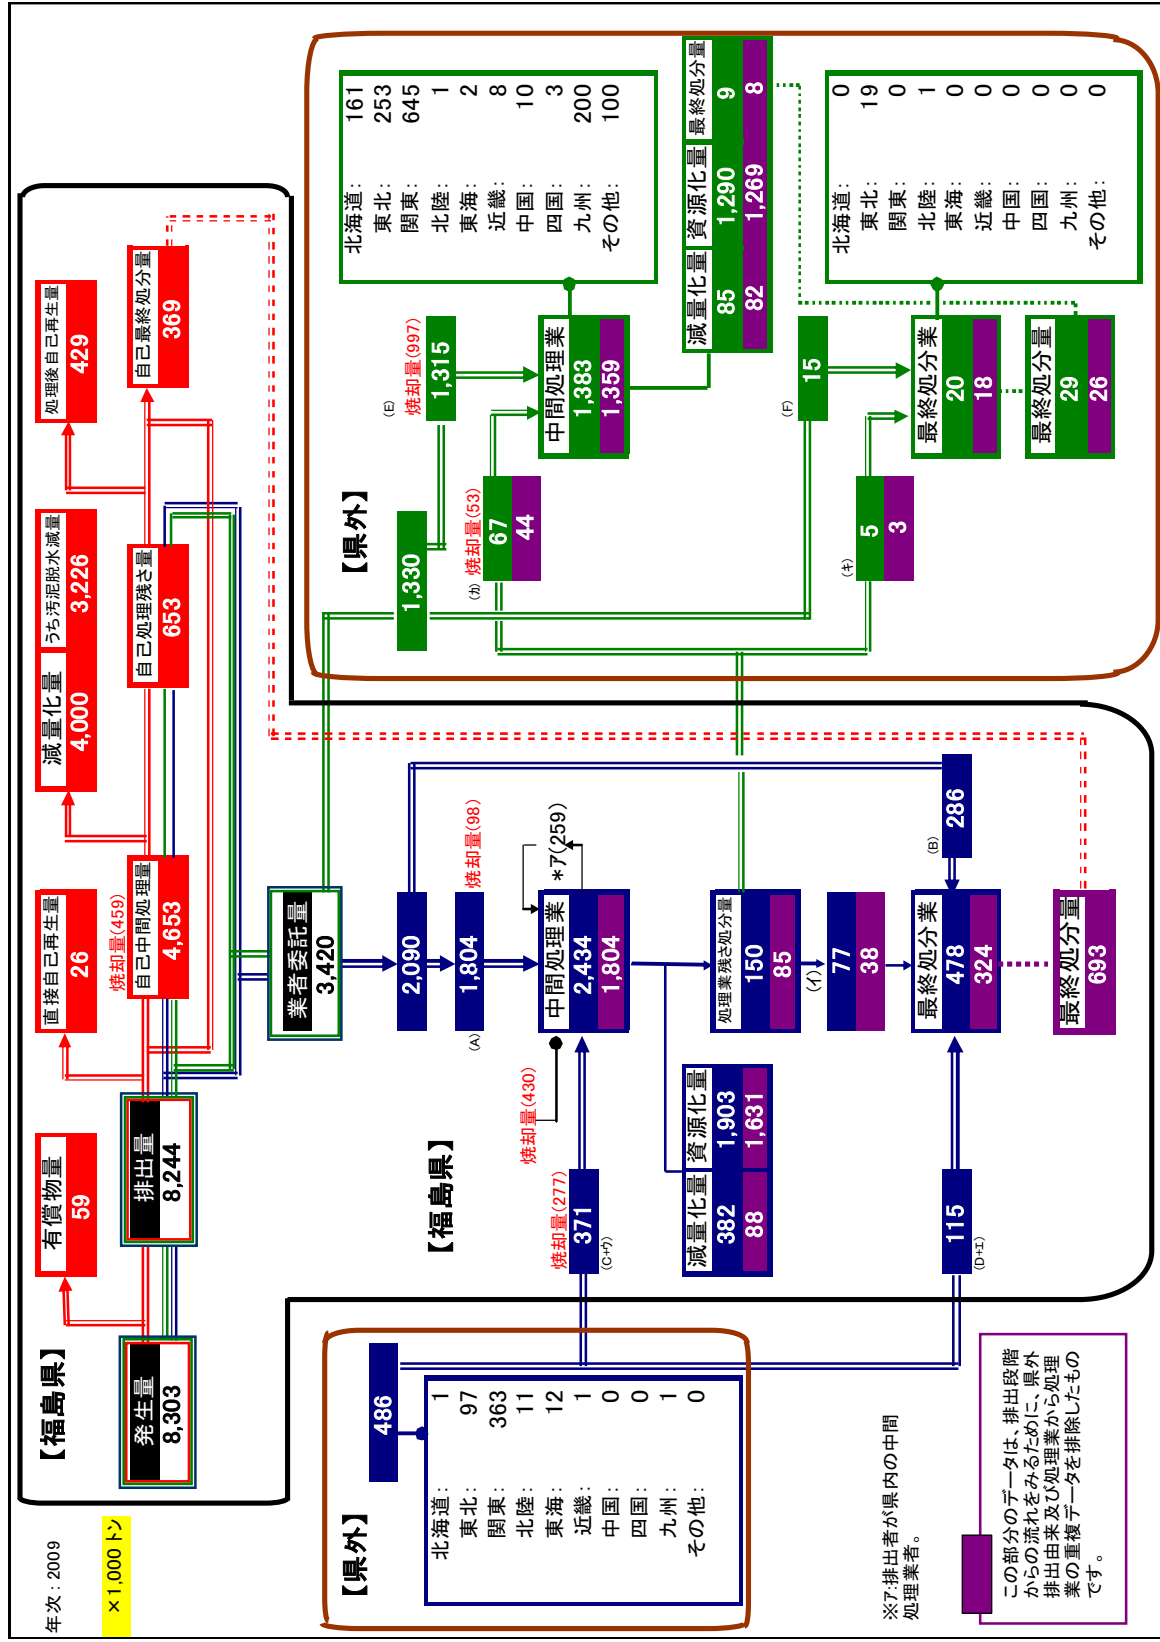 年次：2009
×1,000 トン
【福島県】
発生量
8,303
有償物量
59
排出量
8,244
直接自己再生量
26
焼却量(459)
自己中間処理量
4,653
減量化量
4,000
うち汚泥脱水減量
3,226
自己処理残さ量
653
処理後自己再生量
429
自己最終処分量
369
業者委託量
3,420
【県外】
486
北海道： 1
東北： 97
関東： 363
北陸： 11
東海： 12
近畿： 1
中国： 0
四国： 0
九州： 1
その他： 0
【福島県】
2,090
1,804
(A)
焼却量(98)
焼却量(277)
371
(C+ウ)
焼却量(430)
中間処理業
2,434
1,804
＊ア(259)
減量化量
382
88
資源化量
1,903
1,631
処理業残さ処分量
150
85
(イ)
77
38
(B)
286
115
(D+エ)
最終処分業
478
324
最終処分量
693
【県外】
1,330
(E)
焼却量(997)
1,315
(カ)
焼却量(53)
67
44
中間処理業
1,383
1,359
北海道： 161
東北： 253
関東： 645
北陸： 1
東海： 2
近畿： 8
中国： 10
四国： 3
九州： 200
その他： 100
減量化量
85
82
資源化量
1,290
1,269
最終処分量
9
8
(F)
15
(キ)
5
3
最終処分業
20
18
最終処分量
29
26
北海道： 0
東北： 19
関東： 0
北陸： 1
東海： 0
近畿： 0
中国： 0
四国： 0
九州： 0
その他： 0
※ア:排出者が県内の中間
処理業者。
この部分のデータは、排出段階
からの流れをみるために、県外
排出由来及び処理業から処理
業の重複データを排除したもの
です。